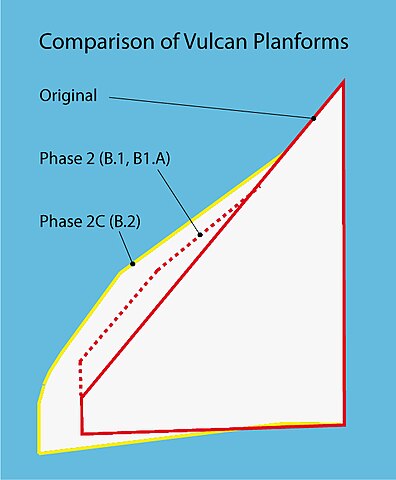 Comparison of Vulcan Planforms
Original
Phase 2 (B.1, B1.A)
Phase 2C (B.2)